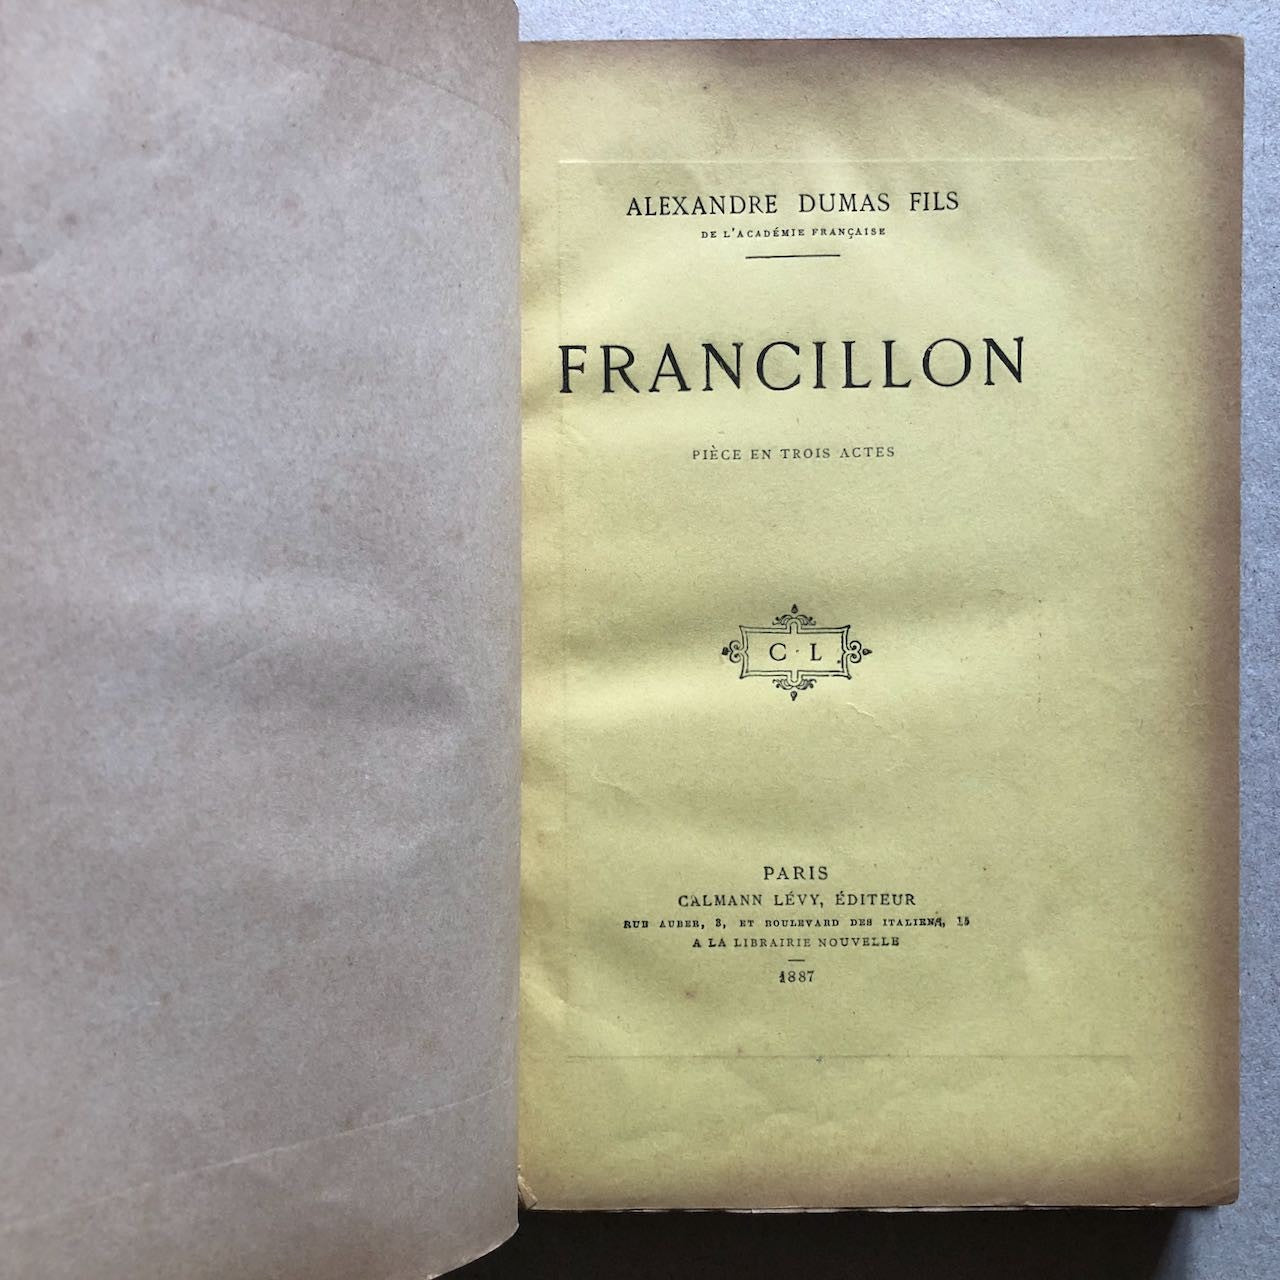 ALEXANDRE DUMAS FILS
DE L'ACADÉMIE FRANÇAISE
FRANCILLON
PIÈCE EN TROIS ACTES
C · L
PARIS
CALMANN LÉVY, ÉDITEUR
RUE AUBER, 3, ET BOULEVARD DES ITALIENS, 15
A LA LIBRAIRIE NOUVELLE
1887